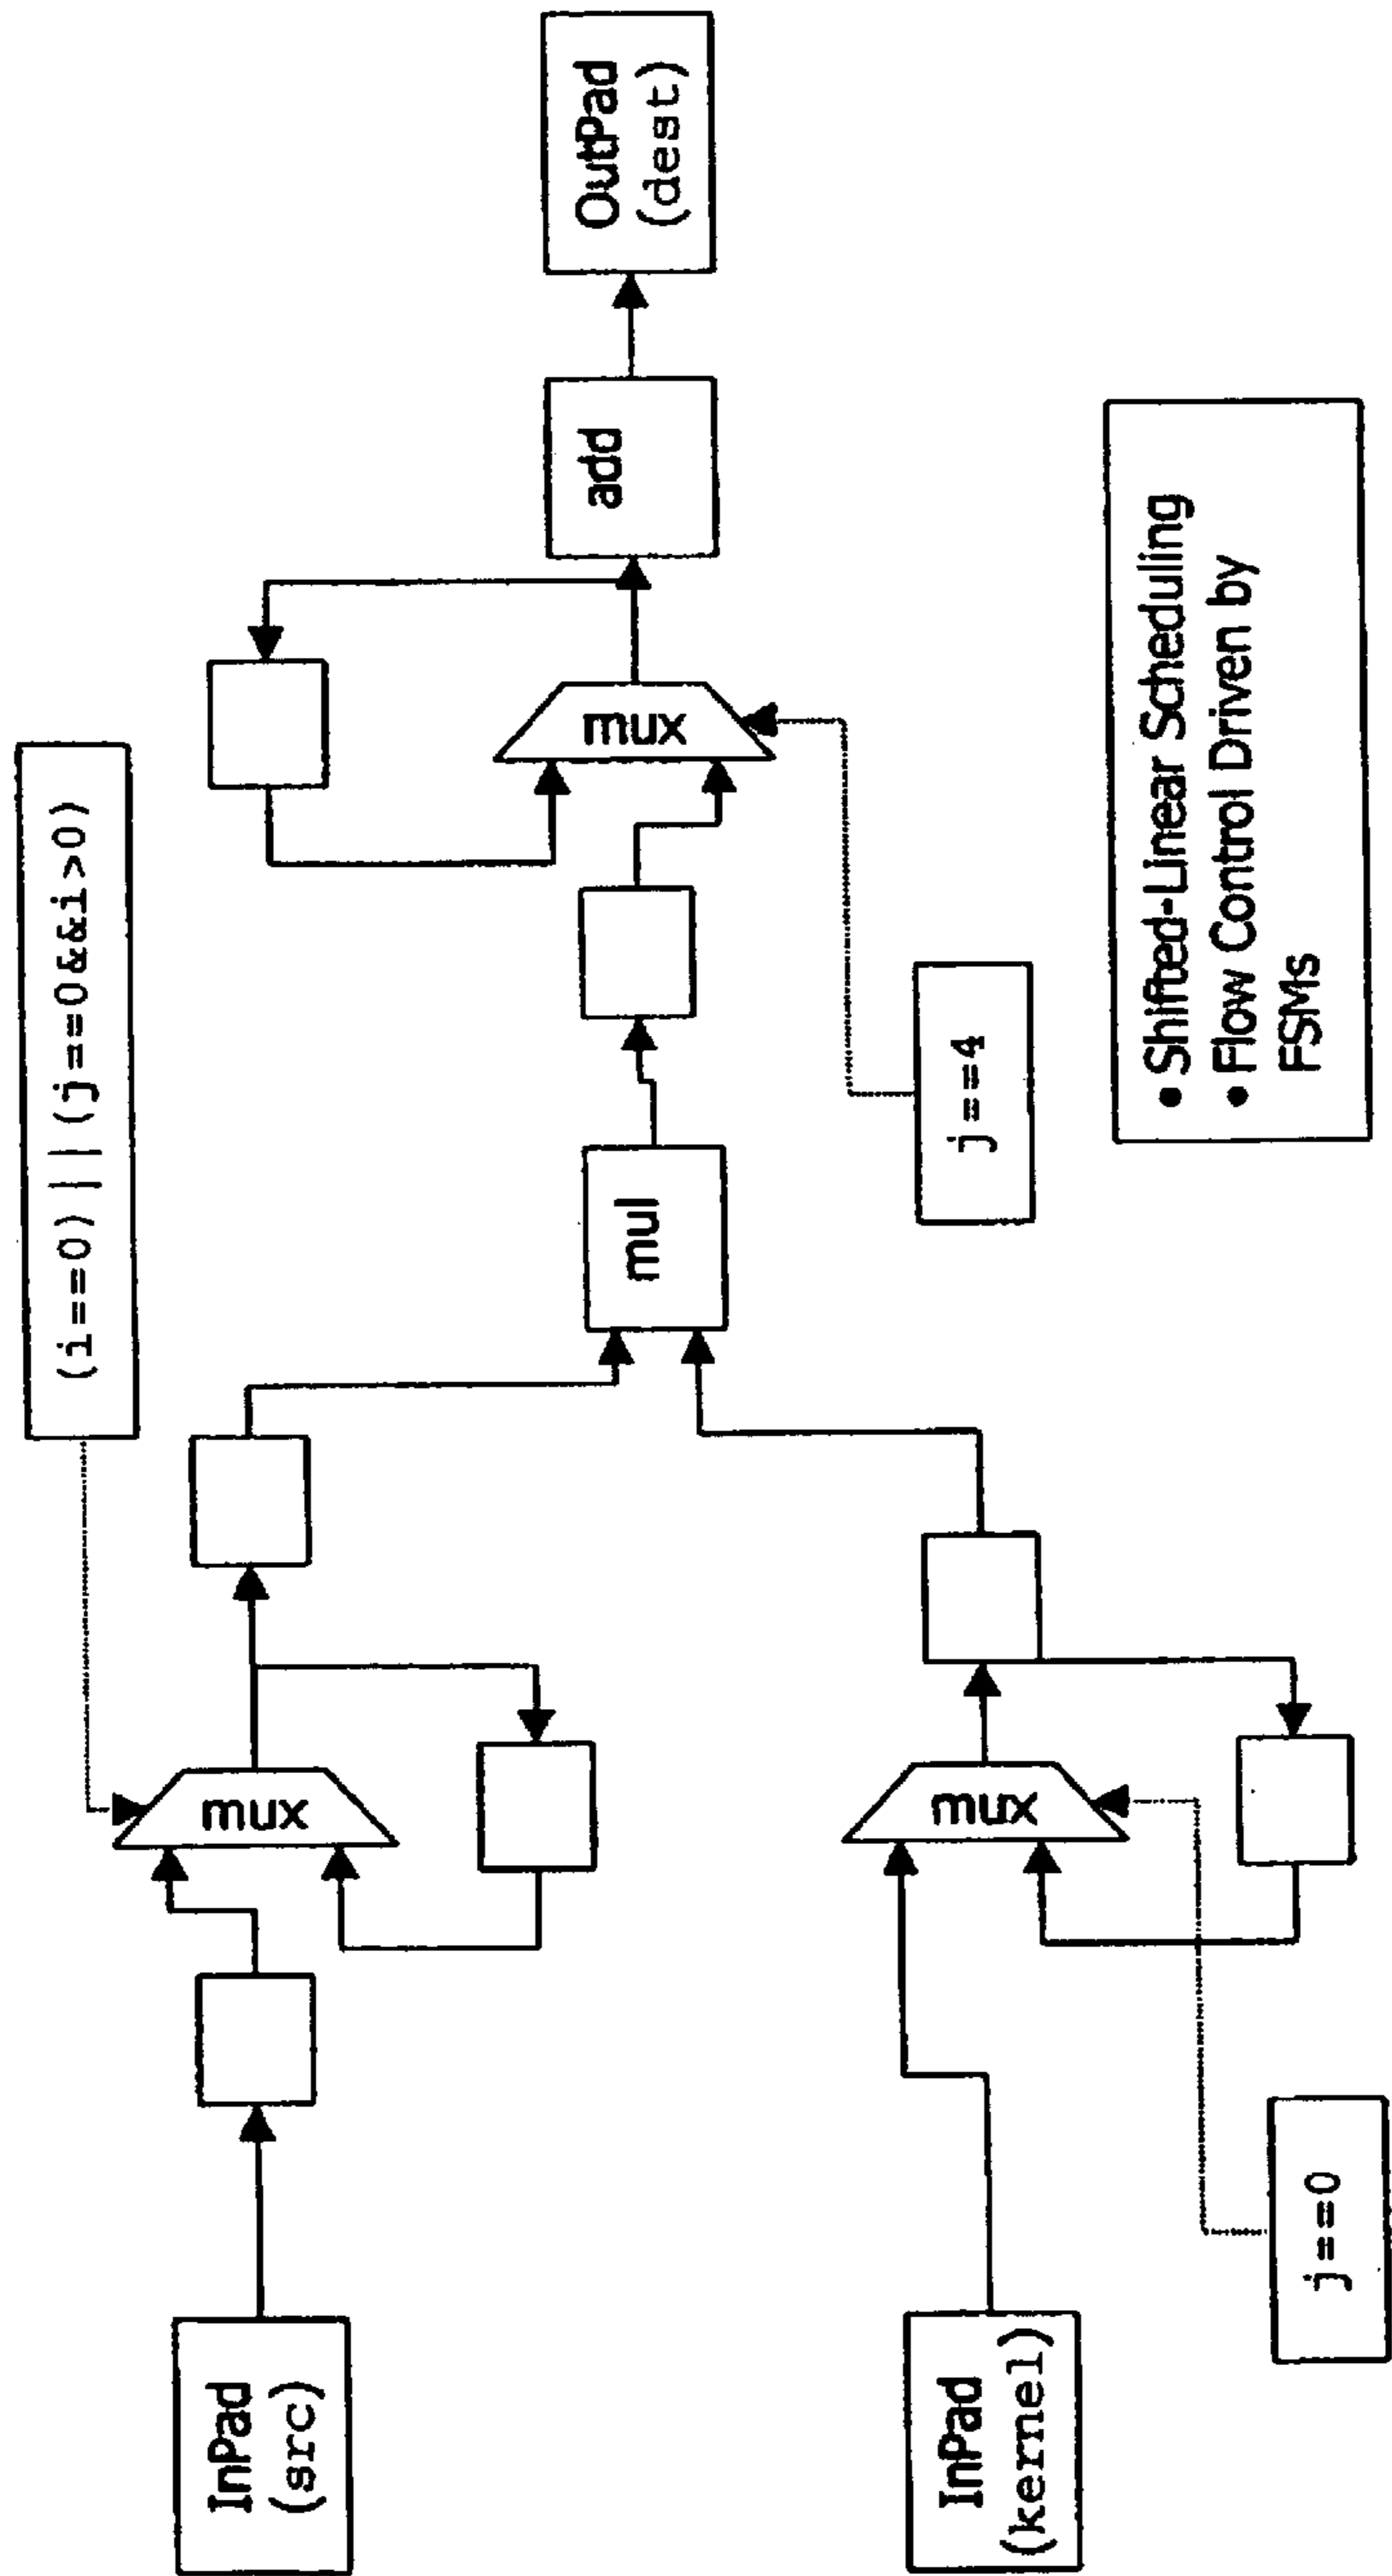 (i==0)||(j==0&&i>0)
InPad
(src)
mux
mul
mux
add
OutPad
(dest)
InPad
(kernel)
mux
j==0
j==4
• Shifted-Linear Scheduling
• Flow Control Driven by
FSMs